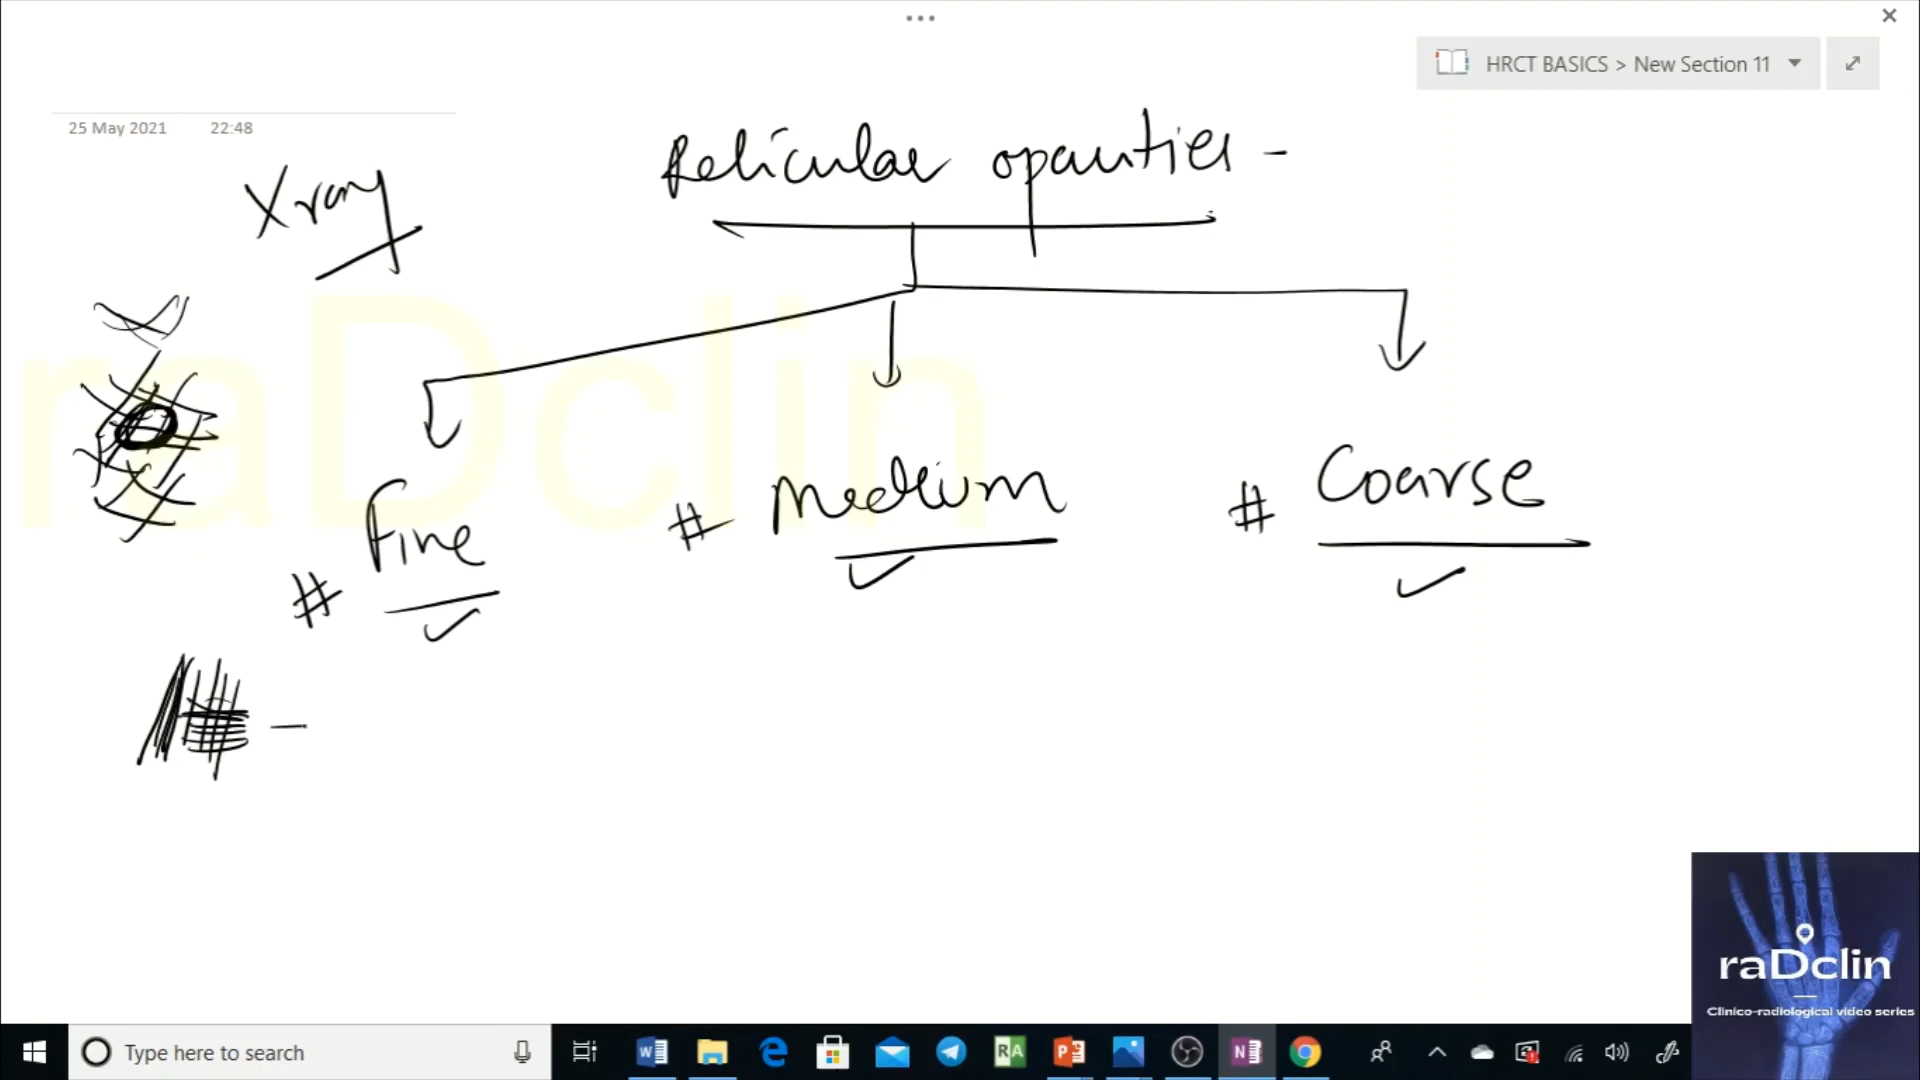 HRCT BASICS > New Section 11
25 May 2021 22:48
Xray
Reticular opacities -
# Fine
# Medium
# Coarse
raDclin
raDclin
Clinico-radiological video series
Type here to search